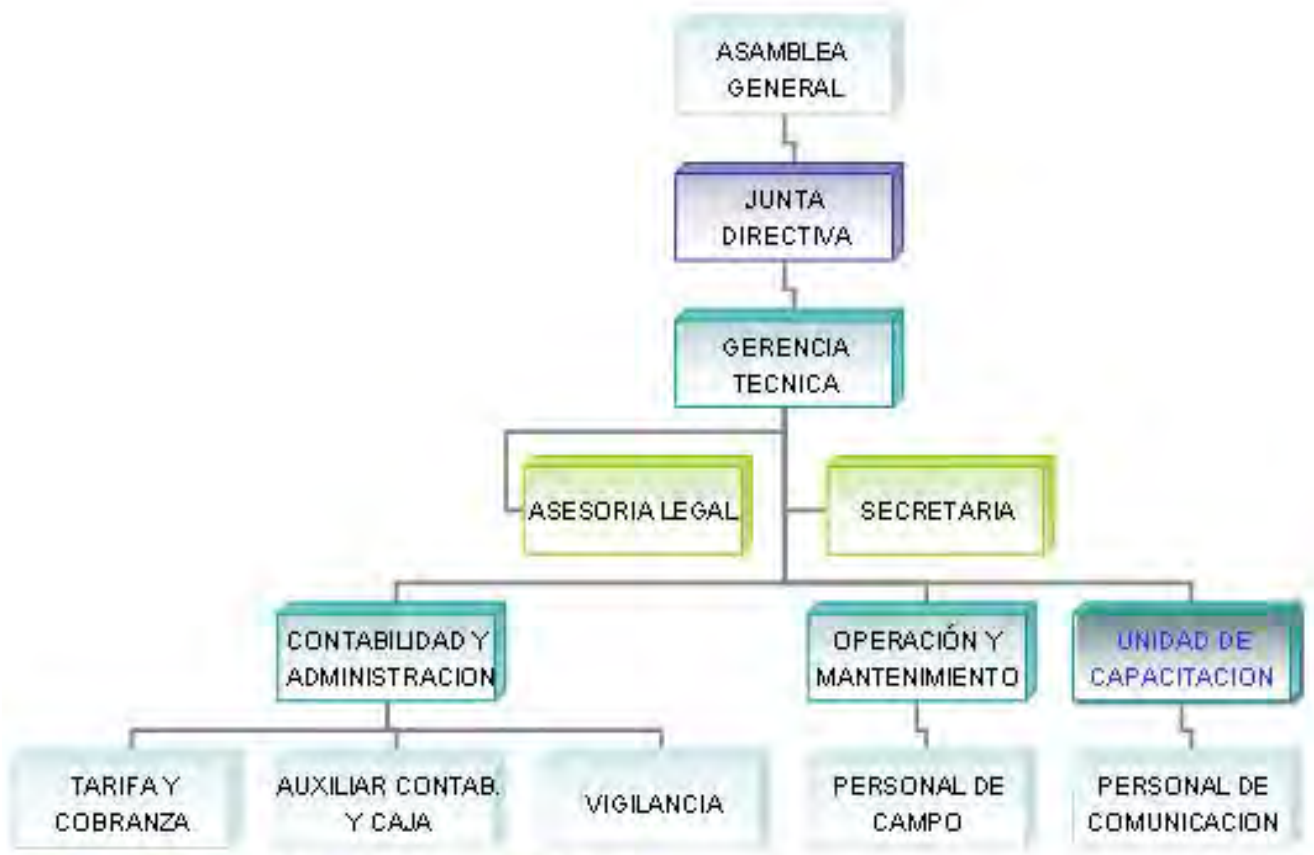 ASAMBLEA
GENERAL
JUNTA
DIRECTIVA
GERENCIA
TECNICA
ASESORIA LEGAL
SECRETARIA
CONTABILIDAD Y
ADMINISTRACION
OPERACIÓN Y
MANTENIMIENTO
UNIDAD DE
CAPACITACION
TARIFA Y
COBRANZA
AUXILIAR CONTAB.
Y CAJA
VIGILANCIA
PERSONAL DE
CAMPO
PERSONAL DE
COMUNICACION